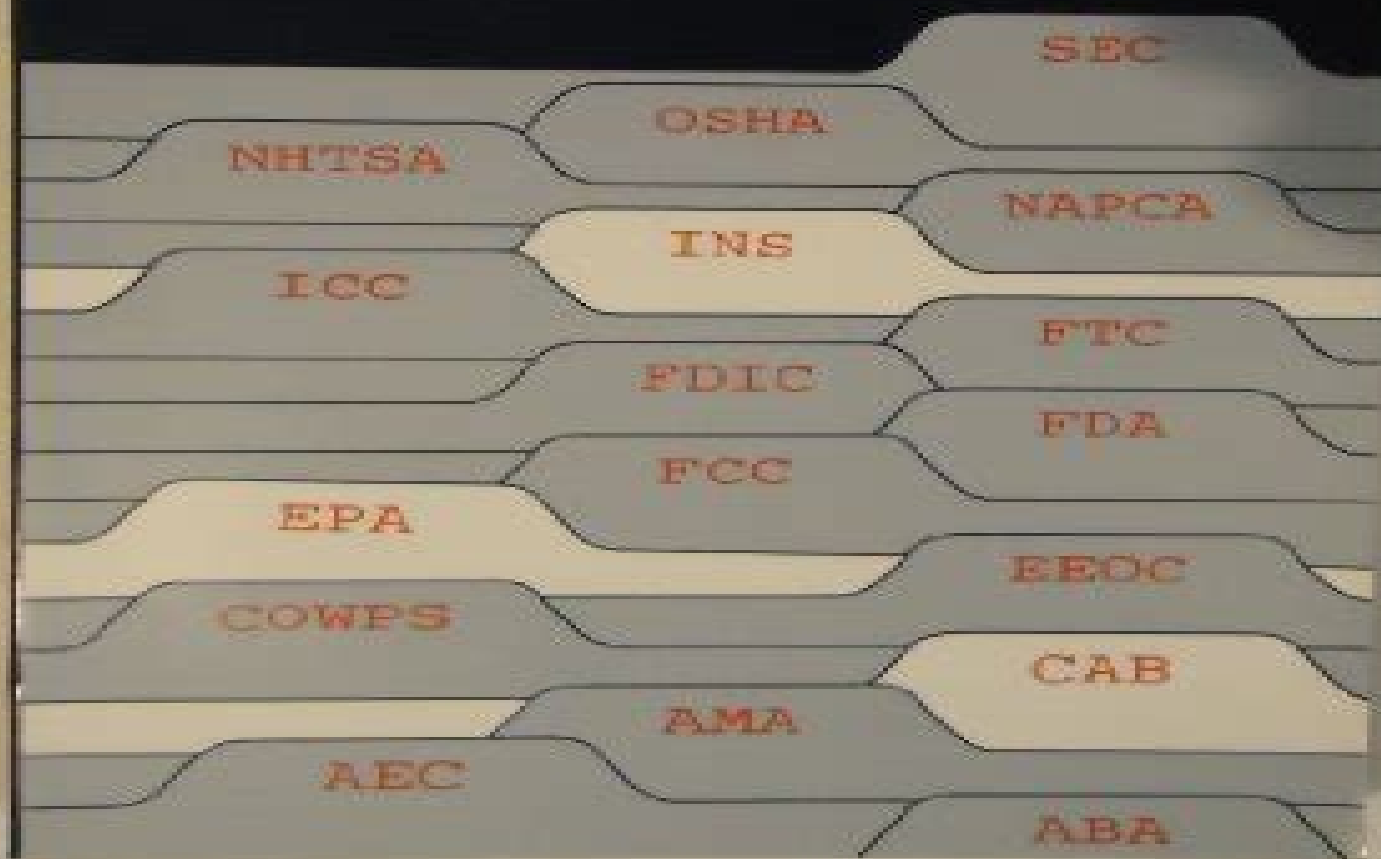 SEC
OSHA
NHTSA
NAPCA
INS
ICC
FTC
FDIC
FDA
FCC
EPA
EEOC
COWPS
CAB
AMA
AEC
ABA